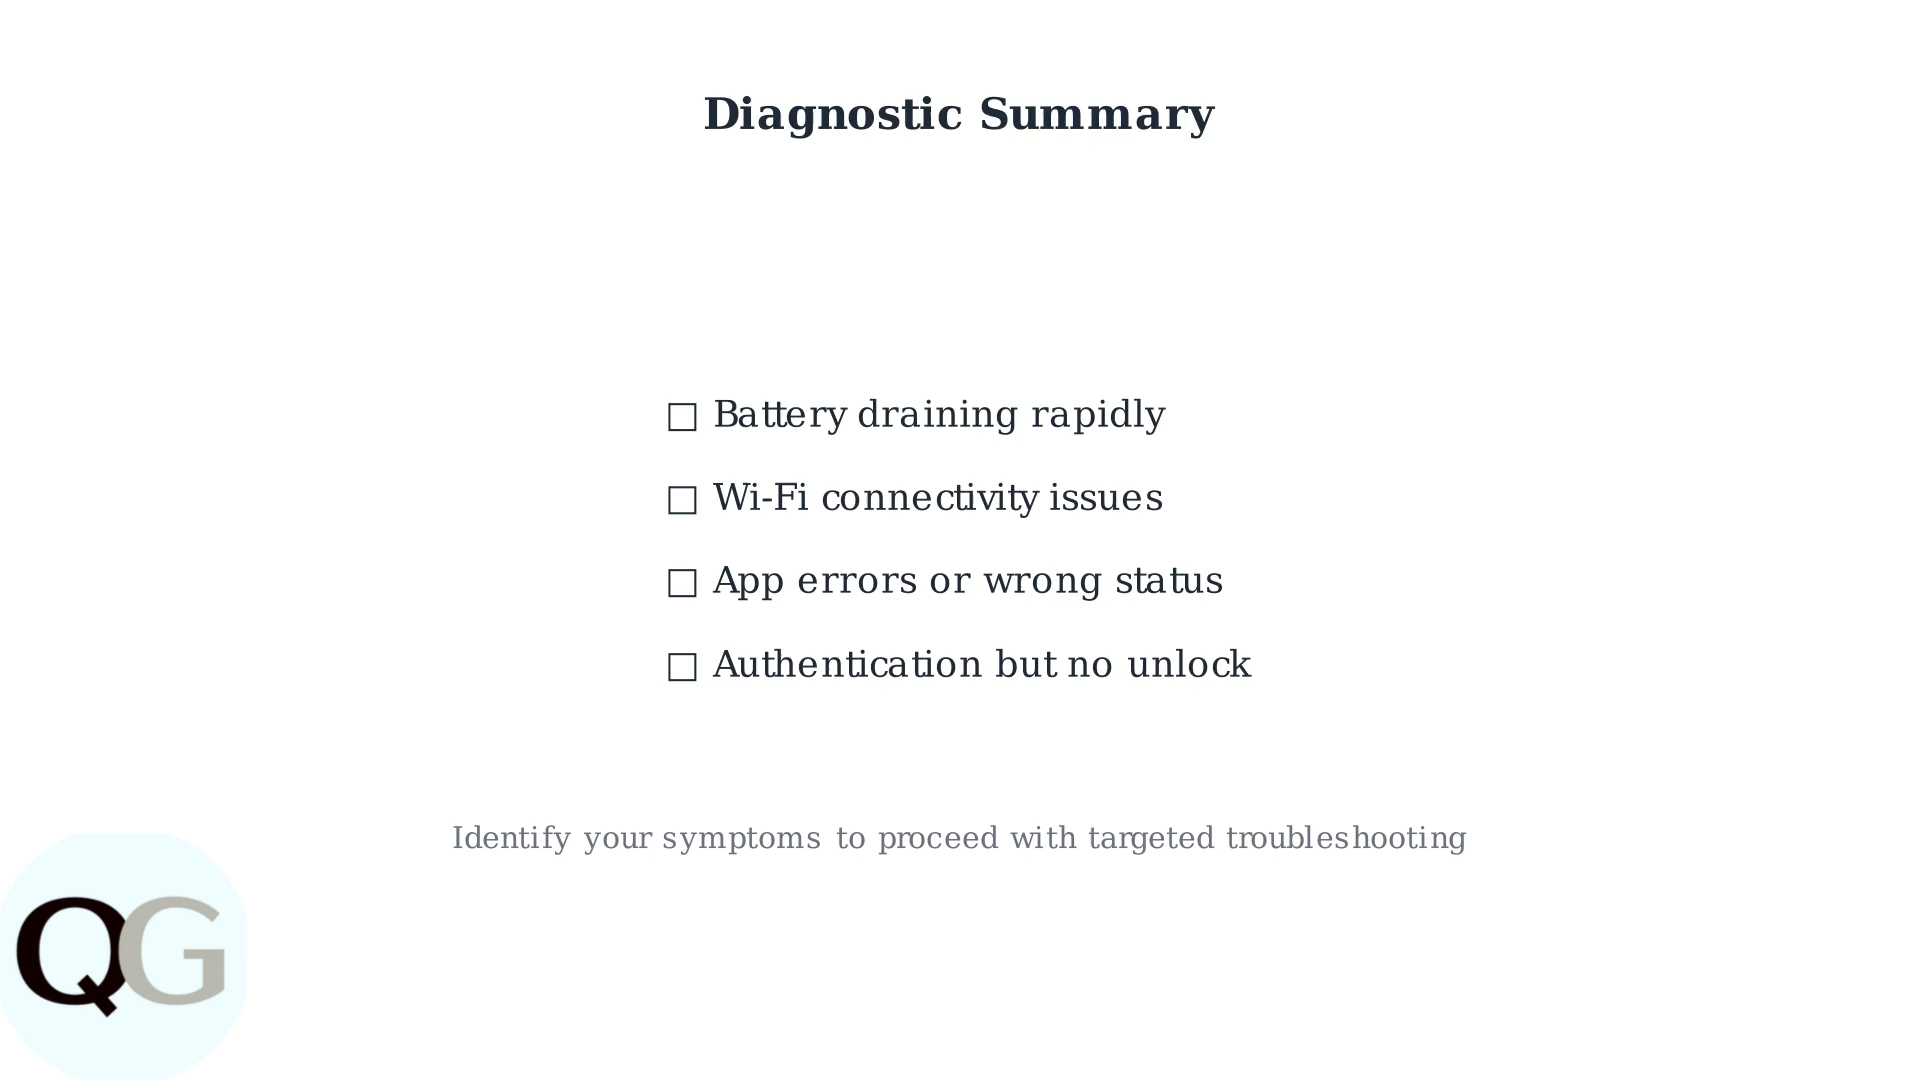 Diagnostic Summary
☐ Battery draining rapidly
☐ Wi-Fi connectivity issues
☐ App errors or wrong status
☐ Authentication but no unlock
Identify your symptoms to proceed with targeted troubleshooting
QG